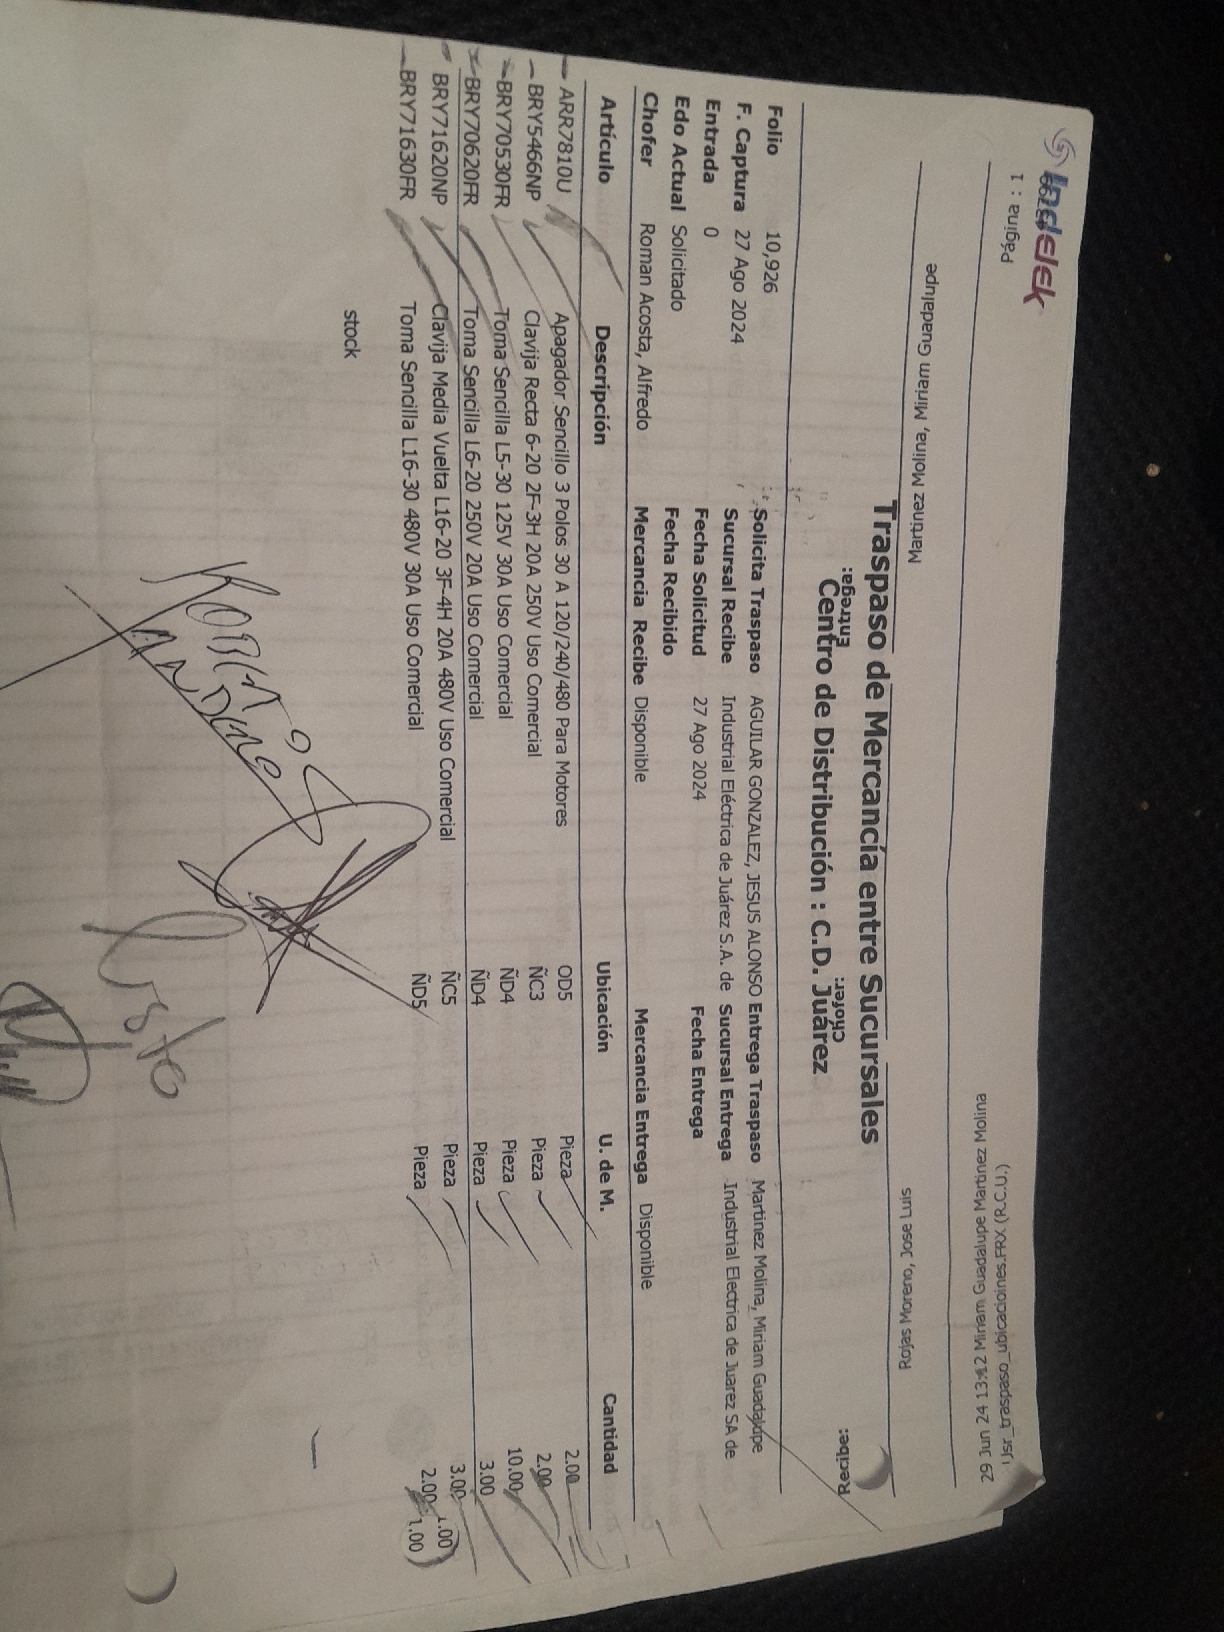 Indelek
Página : 1
Martinez Molina, Miriam Guadalupe
Rojas Moreno, Jose Luis
Miriam Guadalupe Martinez Molina
Traspaso de Mercancía entre Sucursales
Entrega:
Chofer:
Recibe:
Centro de Distribución : C.D. Juárez
Folio 10,926 Solicita Traspaso AGUILAR GONZALEZ, JESUS ALONSO Entrega Traspaso Martinez Molina, Miriam Guadalupe
F. Captura 27 Ago 2024 Sucursal Recibe Industrial Eléctrica de Juárez S.A. de Sucursal Entrega Industrial Electrica de Juarez SA de
Entrada 0 Fecha Solicitud 27 Ago 2024 Fecha Entrega
Edo Actual Solicitado Fecha Recibido
Chofer Roman Acosta, Alfredo Mercancia Recibe Disponible Mercancia Entrega Disponible
Artículo Descripción Ubicación U. de M. Cantidad
ARR7810U Apagador Sencillo 3 Polos 30 A 120/240/480 Para Motores OD5 Pieza 2.00
BRY5466NP Clavija Recta 6-20 2F-3H 20A 250V Uso Comercial ÑC3 Pieza 2.00
BRY70530FR Toma Sencilla L5-30 125V 30A Uso Comercial ÑD4 Pieza 10.00
BRY70620FR Toma Sencilla L6-20 250V 20A Uso Comercial ÑD4 Pieza 3.00
BRY71620NP Clavija Media Vuelta L16-20 3F-4H 20A 480V Uso Comercial ÑC5 Pieza 3.00 1.00
BRY71630FR Toma Sencilla L16-30 480V 30A Uso Comercial ÑD5 Pieza 2.00 1.00
stock